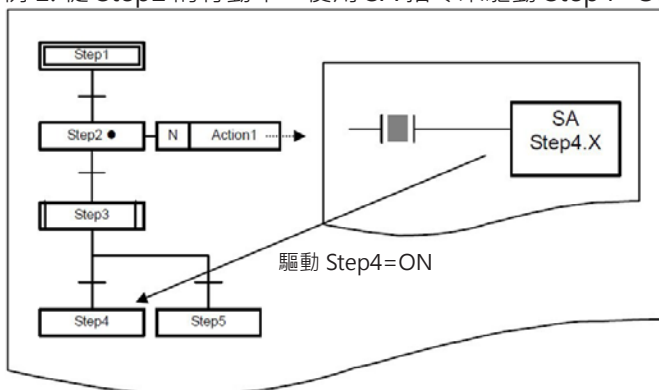 Step1
Step2 N Action1
SA
Step4.X
Step3
驅動 Step4=ON
Step4 Step5